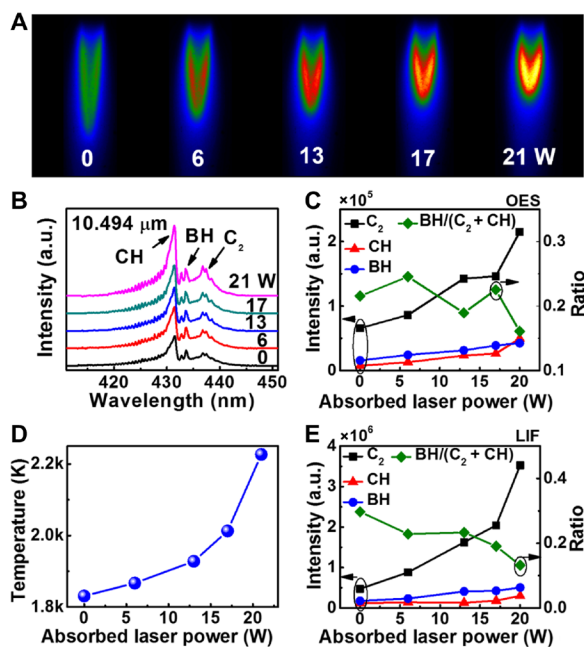 A
0 6 13 17 21 W
B
10.494 μm
CH
BH
C2
21 W
17
13
6
0
Intensity (a.u.)
420 430 440 450
Wavelength (nm)
C
×10^5
OES
C2
BH/(C2 + CH)
CH
BH
3
2
1
0
0.3
0.2
0.1
Intensity (a.u.)
Ratio
0 5 10 15 20
Absorbed laser power (W)
D
2.2k
2.0k
1.8k
Temperature (K)
0 5 10 15 20
Absorbed laser power (W)
E
×10^6
LIF
C2
BH/(C2 + CH)
CH
BH
4
3
2
1
0
0.4
0.2
0.0
Intensity (a.u.)
Ratio
0 5 10 15 20
Absorbed laser power (W)